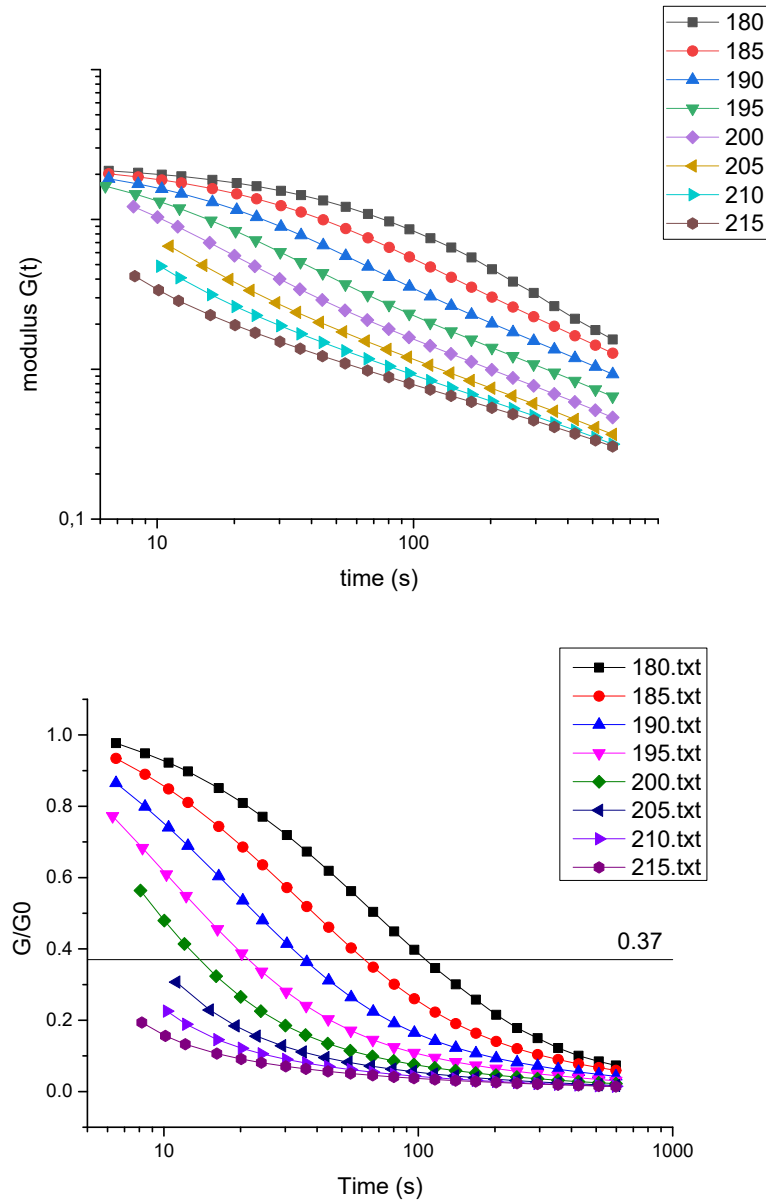 180
185
190
195
200
205
210
215
modulus G(t)
0,1
10
100
time (s)
180.txt
185.txt
190.txt
195.txt
200.txt
205.txt
210.txt
215.txt
G/G0
1.0
0.8
0.6
0.4
0.2
0.0
0.37
10
100
1000
Time (s)